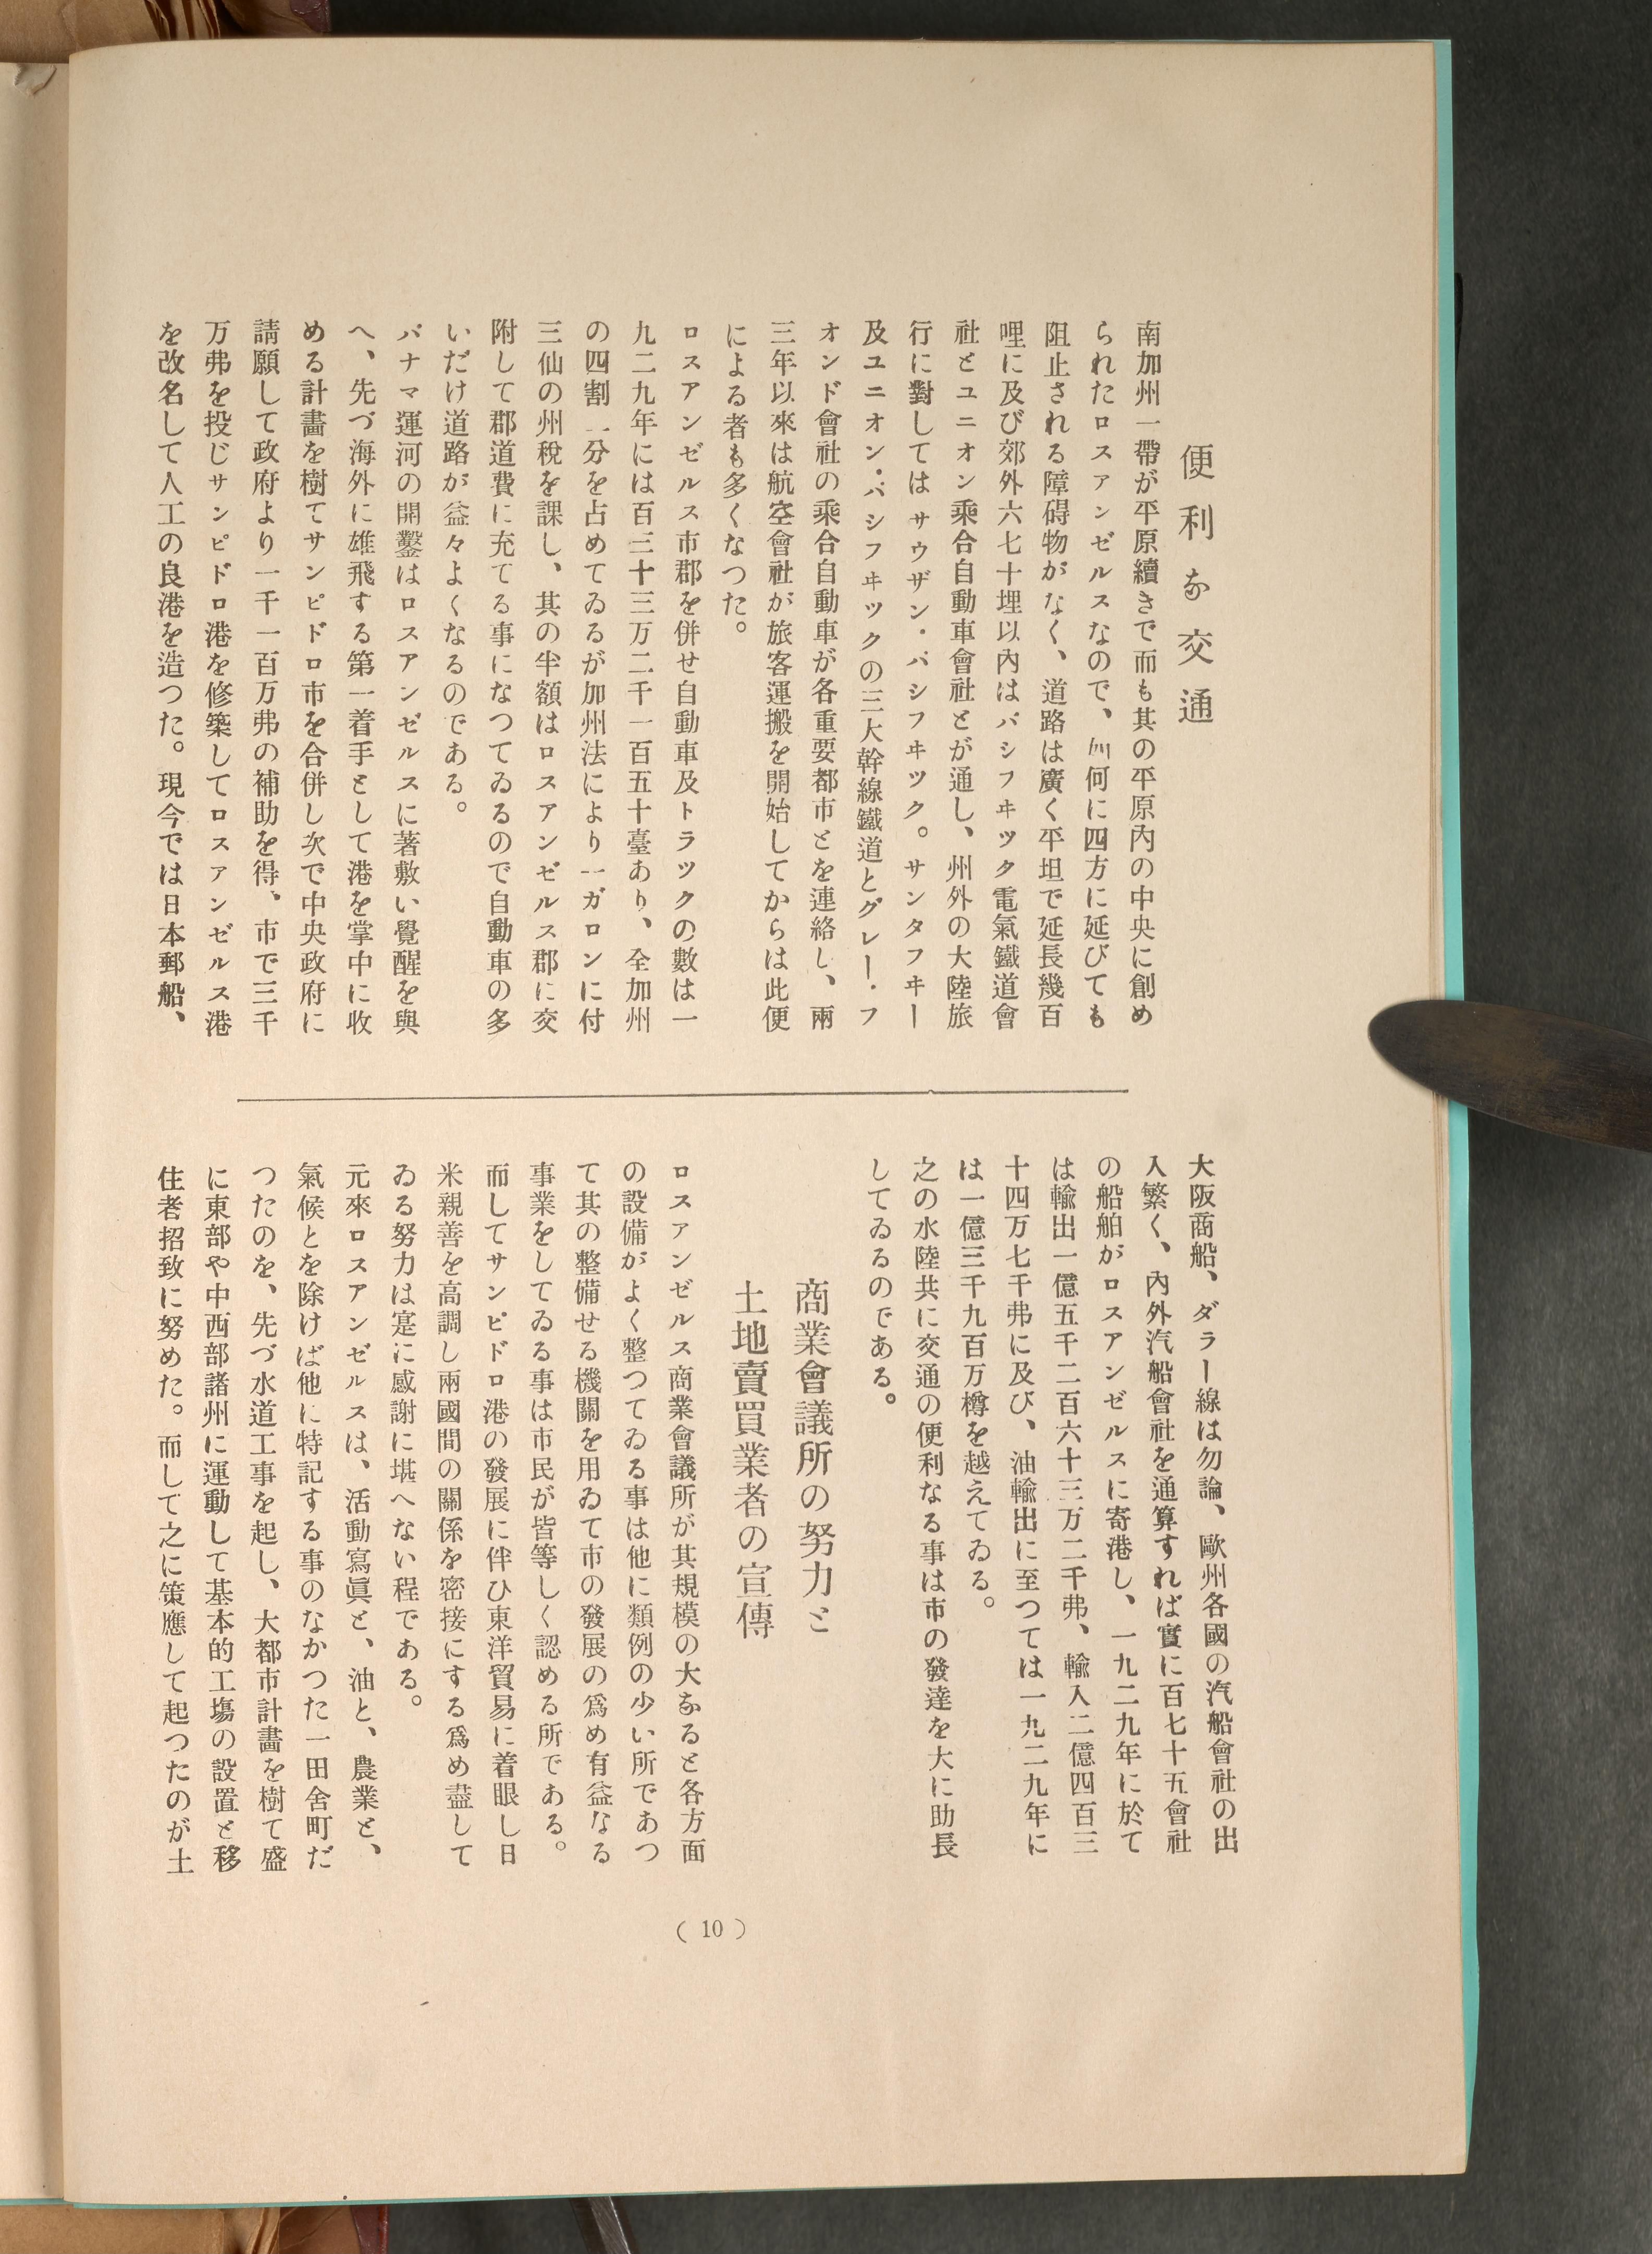 便利な交通
南加州一帶が平原續きで而も其の平原內の中央に創め
られたロスアンゼルスなので、如何に四方に延びても
阻止される障碍物がなく、道路は廣く平坦で延長幾百
哩に及び郊外六七十埋以內はパシフヰック電氣鐵道會
社とユニオン乘合自動車會社とが通し、州外の大陸旅
行に對してはサウザン・パシフヰツク。サンタフヰー
及ユニオン・パシフヰツクの三大幹線鐵道とグレー・フ
オンド會社の乘合自動車が各重要都市とを連絡し、兩
三年以來は航空會社が旅客運搬を開始してからは此便
による者も多くなつた。
ロスアンゼルス市郡を併せ自動車及トラックの數は一
九二九年には百三十三万二千一百五十臺あり、全加州
の四割一分を占めてゐるが加州法により一ガロンに付
三仙の州稅を課し、其の半額はロスアンゼルス郡に交
附して郡道費に充てる事になつてゐるので自動車の多
いだけ道路が益々よくなるのである。
パナマ運河の開鑿はロスアンゼルスに著敷い覺醒を與
へ、先づ海外に雄飛する第一着手として港を掌中に收
める計畫を樹てサンピドロ市を合併し次で中央政府に
請願して政府より一千一百万弗の補助を得、市で三千
万弗を投じサンピドロ港を修築してロスアンゼルス港
を改名して人工の良港を造つた。現今では日本郵船、
大阪商船、ダラー線は勿論、歐州各國の汽船會社の出
入繁く、內外汽船會社を通算すれば實に百七十五會社
の船舶がロスアンゼルスに寄港し、一九二九年に於て
は輸出一億五千二百六十三万二千弗、輸入二億四百三
十四万七千弗に及び、油輸出に至つては一九二九年に
は一億三千九百万樽を越えてゐる。
之の水陸共に交通の便利なる事は市の發達を大に助長
してゐるのである。
商業會議所の努力と
土地賣買業者の宣傳
ロスアンゼルス商業會議所が其規模の大なると各方面
の設備がよく整つてゐる事は他に類例の少い所であつ
て其の整備せる機關を用ゐて市の發展の爲め有益なる
事業をしてゐる事は市民が皆等しく認める所である。
而してサンピドロ港の發展に伴ひ東洋貿易に着眼し日
米親善を高調し兩國間の關係を密接にする爲め盡して
ゐる努力は寔に感謝に堪へない程である。
元來ロスアンゼルスは、活動寫眞と、油と、農業と、
氣候とを除けば他に特記する事のなかつた一田舍町だ
つたのを、先づ水道工事を起し、大都市計畫を樹て盛
に東部や中西部諸州に運動して基本的工場の設置と移
住者招致に努めた。而して之に策應して起つたのが土
( 10 )